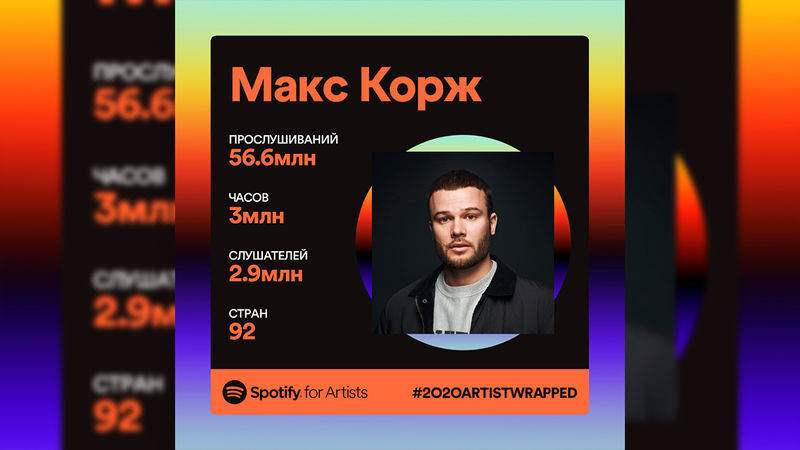 Макс Корж
ПРОСЛУШИВАНИЙ
56.6млн
ЧАСОВ
3млн
СЛУШАТЕЛЕЙ
2.9млн
СТРАН
92
Spotify for Artists
#2020ARTISTWRAPPED